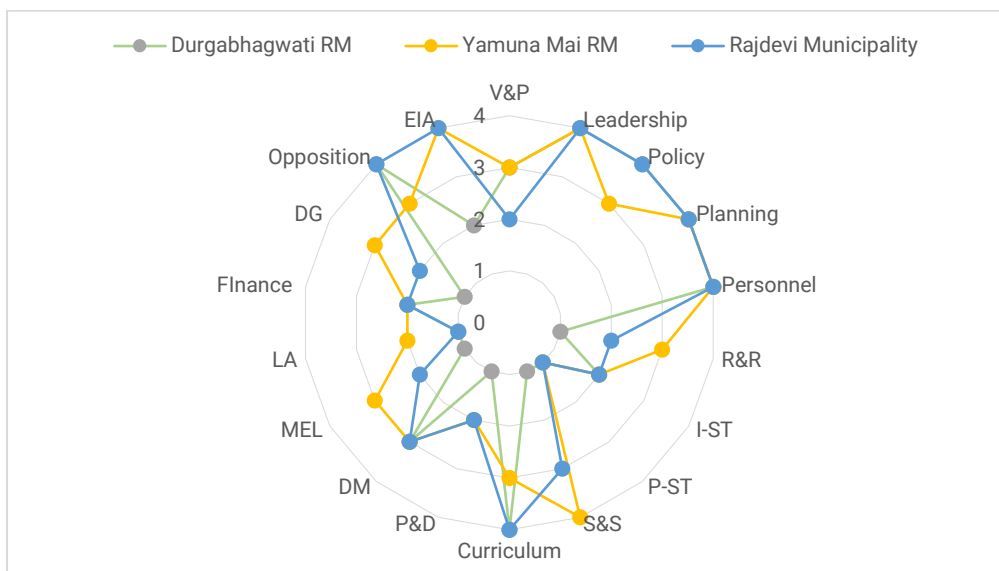 Durgabhagwati RM
Yamuna Mai RM
Rajdevi Municipality
V&P
Leadership
Policy
Planning
Personnel
R&R
I-ST
P-ST
S&S
Curriculum
P&D
DM
MEL
LA
FInance
DG
Opposition
EIA
4
3
2
1
0